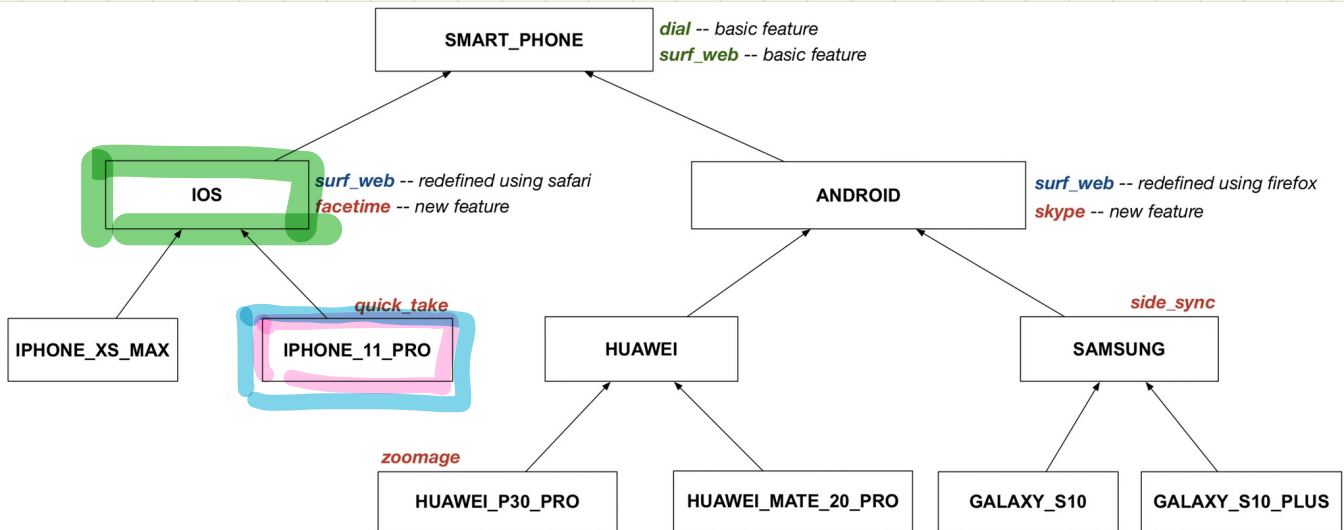 SMART_PHONE
dial -- basic feature
surf_web -- basic feature
IOS
surf_web -- redefined using safari
facetime -- new feature
ANDROID
surf_web -- redefined using firefox
skype -- new feature
IPHONE_XS_MAX
quick_take
IPHONE_11_PRO
HUAWEI
side_sync
SAMSUNG
zoomage
HUAWEI_P30_PRO
HUAWEI_MATE_20_PRO
GALAXY_S10
GALAXY_S10_PLUS